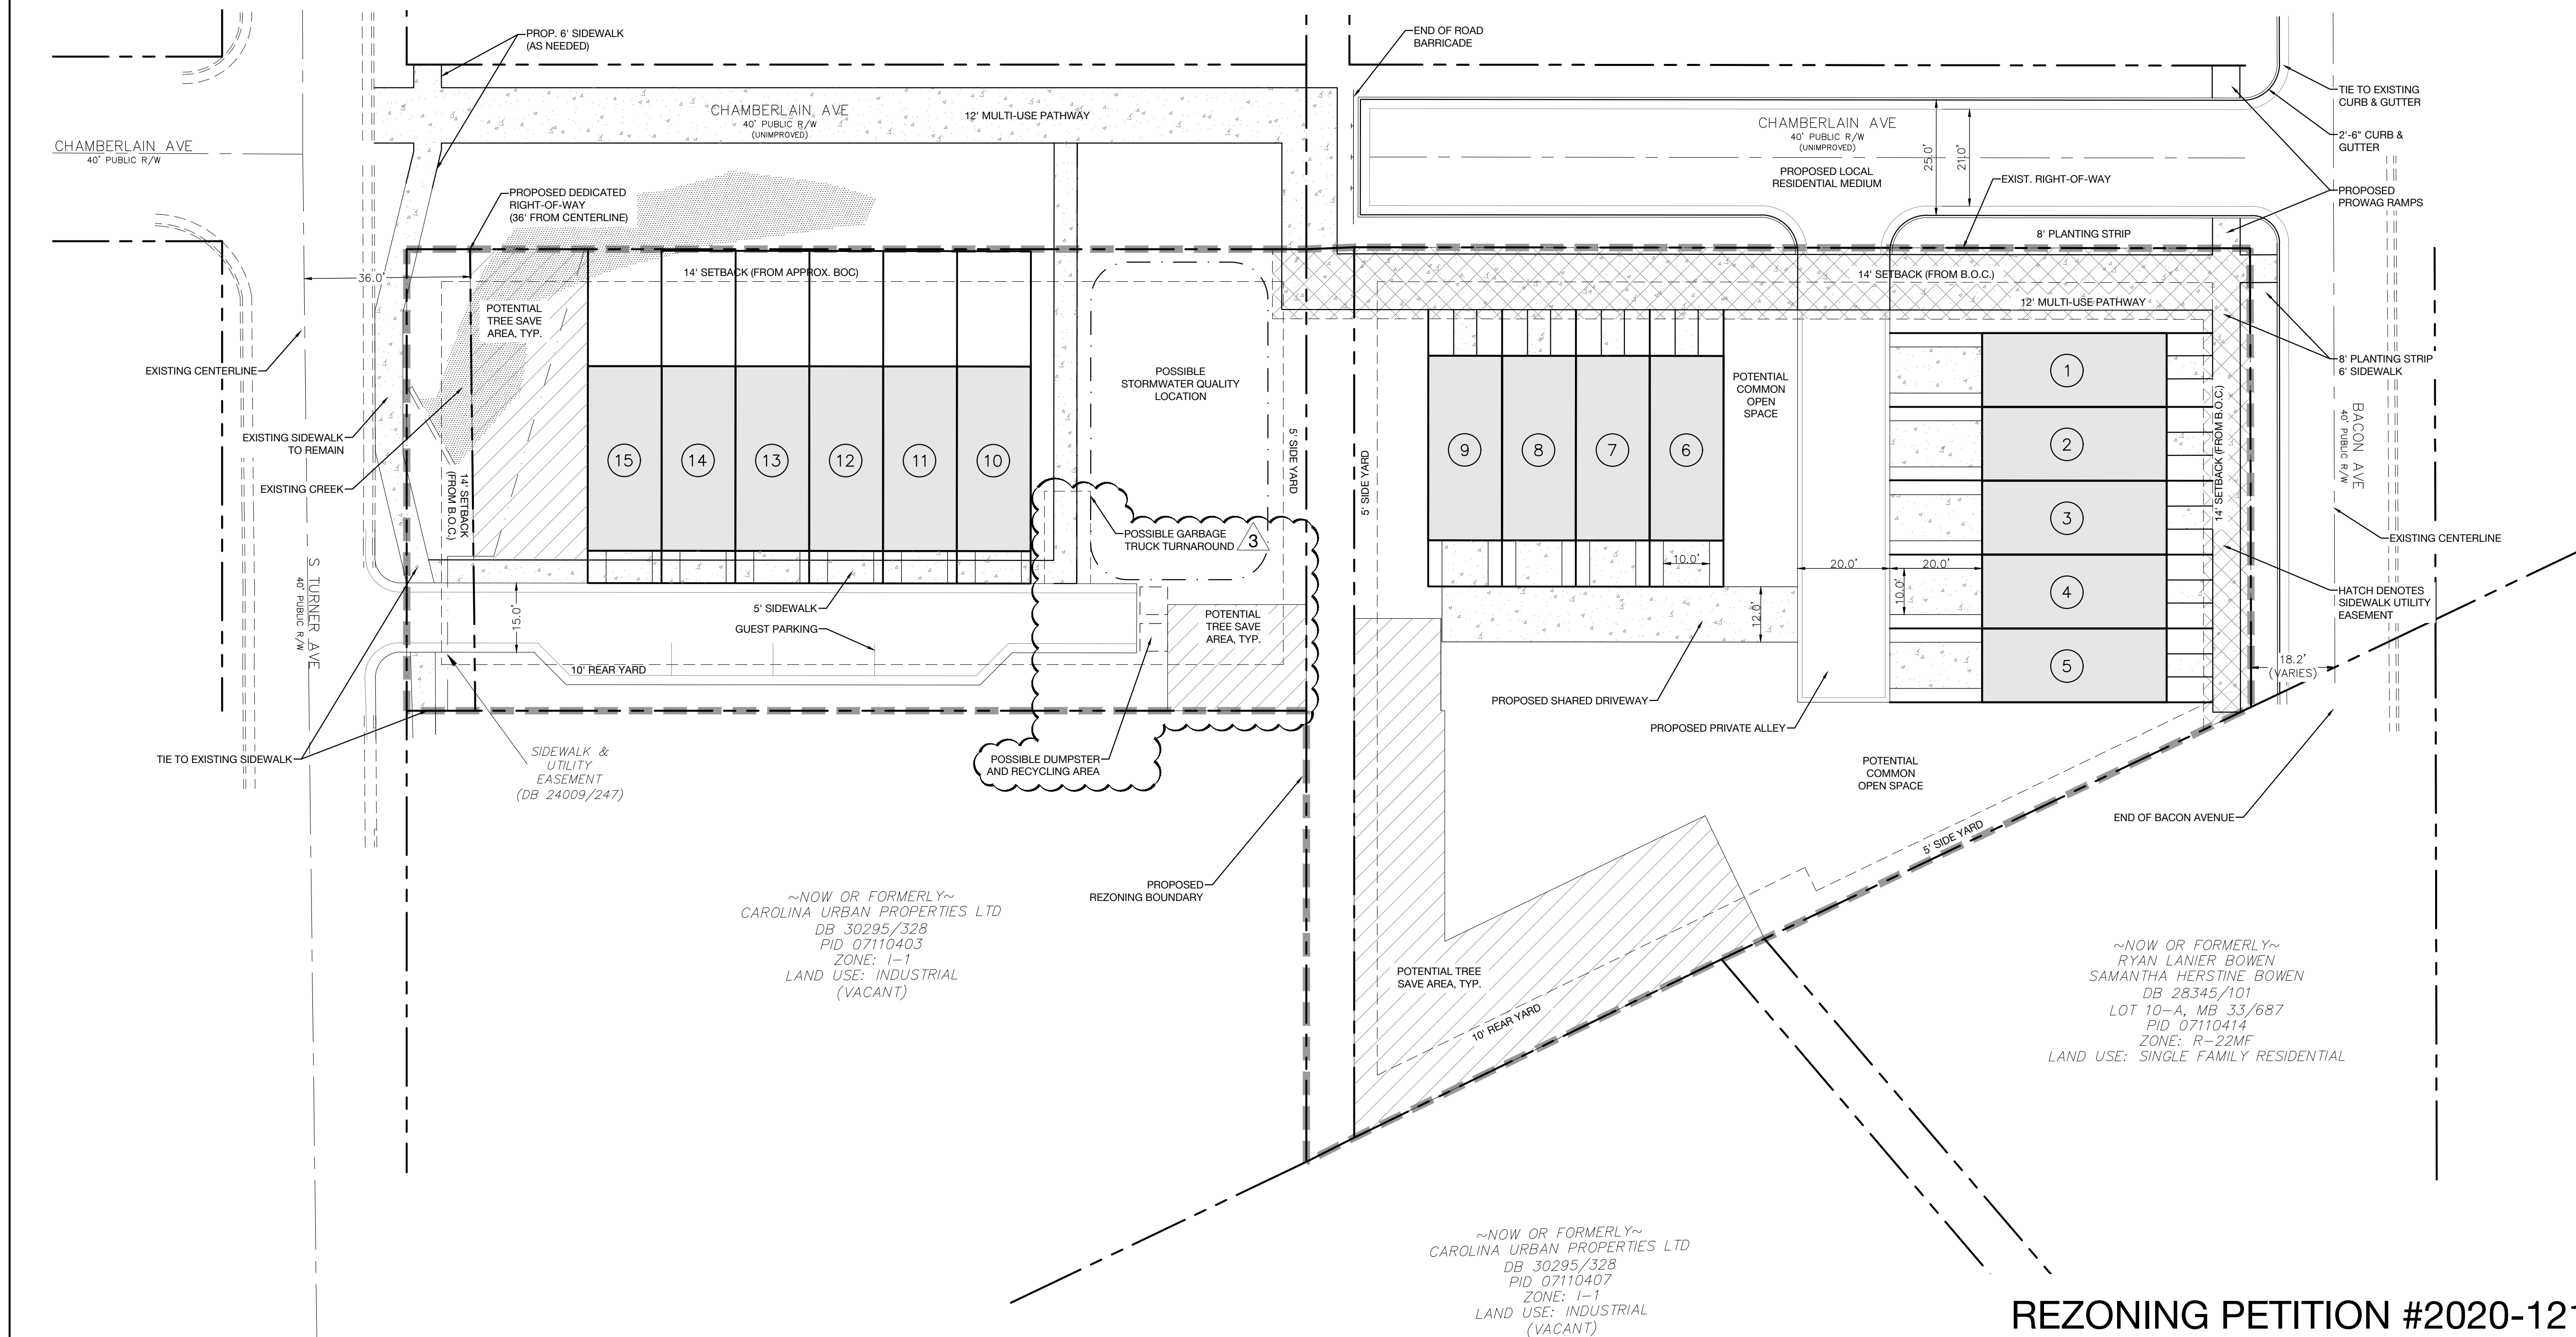 PROP. 6' SIDEWALK
(AS NEEDED)
END OF ROAD
BARRICADE
TIE TO EXISTING
CURB & GUTTER
2'-6" CURB &
GUTTER
PROPOSED
PROWAG RAMPS
CHAMBERLAIN AVE
40' PUBLIC R/W
CHAMBERLAIN AVE
40' PUBLIC R/W
(UNIMPROVED)
12' MULTI-USE PATHWAY
CHAMBERLAIN AVE
40' PUBLIC R/W
(UNIMPROVED)
PROPOSED LOCAL
RESIDENTIAL MEDIUM
25.0'
21.0'
EXIST. RIGHT-OF-WAY
8' PLANTING STRIP
PROPOSED DEDICATED
RIGHT-OF-WAY
(36' FROM CENTERLINE)
36.0'
14' SETBACK (FROM APPROX. BOC)
14' SETBACK (FROM B.O.C.)
12' MULTI-USE PATHWAY
POTENTIAL
TREE SAVE
AREA, TYP.
EXISTING CENTERLINE
EXISTING SIDEWALK
TO REMAIN
EXISTING CREEK
14' SETBACK
(FROM B.O.C.)
15
14
13
12
11
10
POSSIBLE
STORMWATER QUALITY
LOCATION
5' SIDE YARD
5' SIDE YARD
9
8
7
6
POTENTIAL
COMMON
OPEN
SPACE
1
2
3
4
5
14' SETBACK (FROM B.O.C.)
8' PLANTING STRIP
6' SIDEWALK
BACON AVE
40' PUBLIC R/W
EXISTING CENTERLINE
HATCH DENOTES
SIDEWALK UTILITY
EASEMENT
18.2'
(VARIES)
POSSIBLE GARBAGE
TRUCK TURNAROUND
3
10.0'
20.0'
20.0'
10.0'
12.0'
S TURNER AVE
40' PUBLIC R/W
15.0'
5' SIDEWALK
GUEST PARKING
10' REAR YARD
POTENTIAL
TREE SAVE
AREA, TYP.
PROPOSED SHARED DRIVEWAY
PROPOSED PRIVATE ALLEY
TIE TO EXISTING SIDEWALK
SIDEWALK &
UTILITY
EASEMENT
(DB 24009/247)
POSSIBLE DUMPSTER
AND RECYCLING AREA
POTENTIAL
COMMON
OPEN SPACE
END OF BACON AVENUE
5' SIDE YARD
PROPOSED
REZONING BOUNDARY
~NOW OR FORMERLY~
CAROLINA URBAN PROPERTIES LTD
DB 30295/328
PID 07110403
ZONE: I-1
LAND USE: INDUSTRIAL
(VACANT)
POTENTIAL TREE
SAVE AREA, TYP.
10' REAR YARD
~NOW OR FORMERLY~
RYAN LANIER BOWEN
SAMANTHA HERSTINE BOWEN
DB 28345/101
LOT 10-A, MB 33/687
PID 07110414
ZONE: R-22MF
LAND USE: SINGLE FAMILY RESIDENTIAL
~NOW OR FORMERLY~
CAROLINA URBAN PROPERTIES LTD
DB 30295/328
PID 07110407
ZONE: I-1
LAND USE: INDUSTRIAL
(VACANT)
REZONING PETITION #2020-121